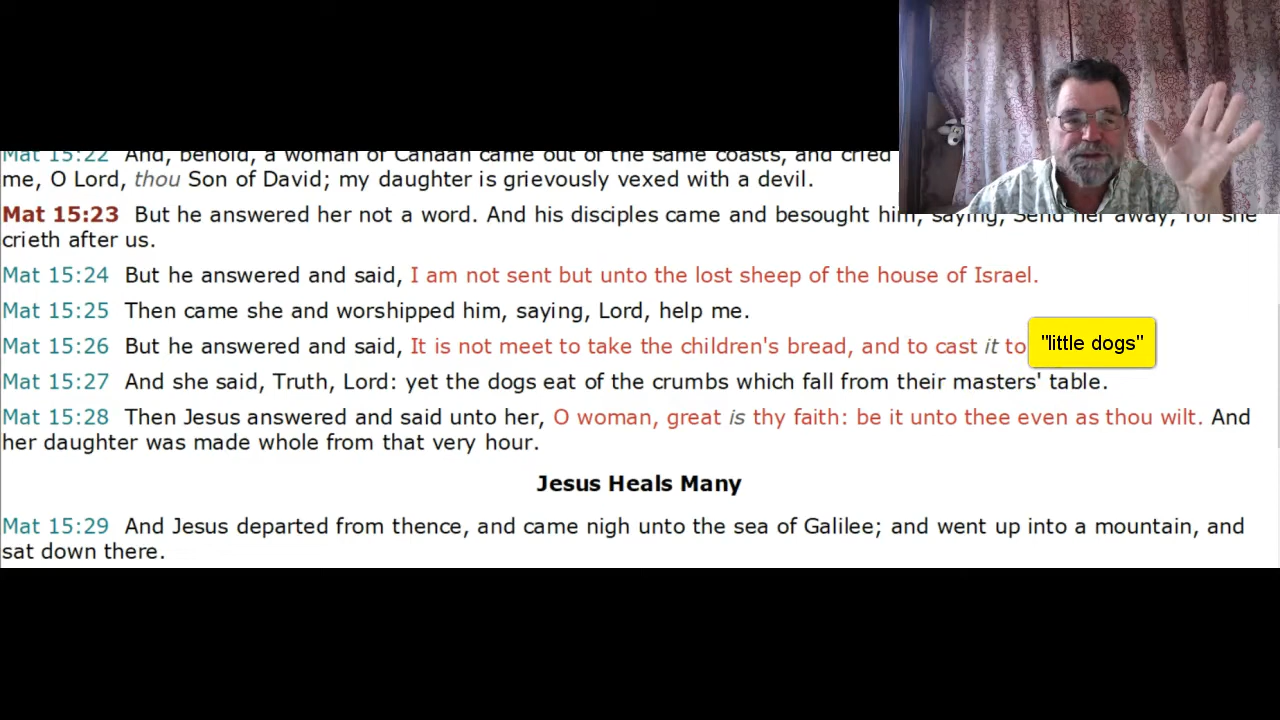 Mat 15:22 And, behold, a woman of Canaan came out of the same coasts, and cried
me, O Lord, thou Son of David; my daughter is grievously vexed with a devil.
Mat 15:23 But he answered her not a word. And his disciples came and besought him, saying, Send her away; for she
crieth after us.
Mat 15:24 But he answered and said, I am not sent but unto the lost sheep of the house of Israel.
Mat 15:25 Then came she and worshipped him, saying, Lord, help me.
Mat 15:26 But he answered and said, It is not meet to take the children's bread, and to cast it to "little dogs"
Mat 15:27 And she said, Truth, Lord: yet the dogs eat of the crumbs which fall from their masters' table.
Mat 15:28 Then Jesus answered and said unto her, O woman, great is thy faith: be it unto thee even as thou wilt. And
her daughter was made whole from that very hour.
Jesus Heals Many
Mat 15:29 And Jesus departed from thence, and came nigh unto the sea of Galilee; and went up into a mountain, and
sat down there.